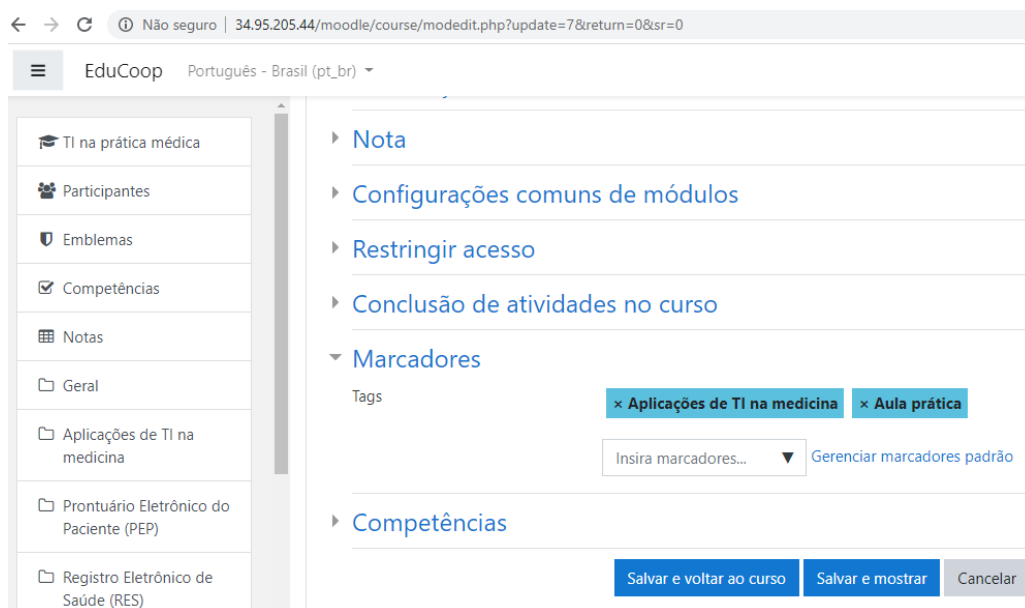 Não seguro | 34.95.205.44/moodle/course/modedit.php?update=7&return=0&sr=0
EduCoop Português - Brasil (pt_br)
TI na prática médica
Participantes
Emblemas
Competências
Notas
Geral
Aplicações de TI na
medicina
Prontuário Eletrônico do
Paciente (PEP)
Registro Eletrônico de
Saúde (RES)
Nota
Configurações comuns de módulos
Restringir acesso
Conclusão de atividades no curso
Marcadores
Tags
× Aplicações de TI na medicina × Aula prática
Insira marcadores... ▼ Gerenciar marcadores padrão
Competências
Salvar e voltar ao curso Salvar e mostrar Cancelar